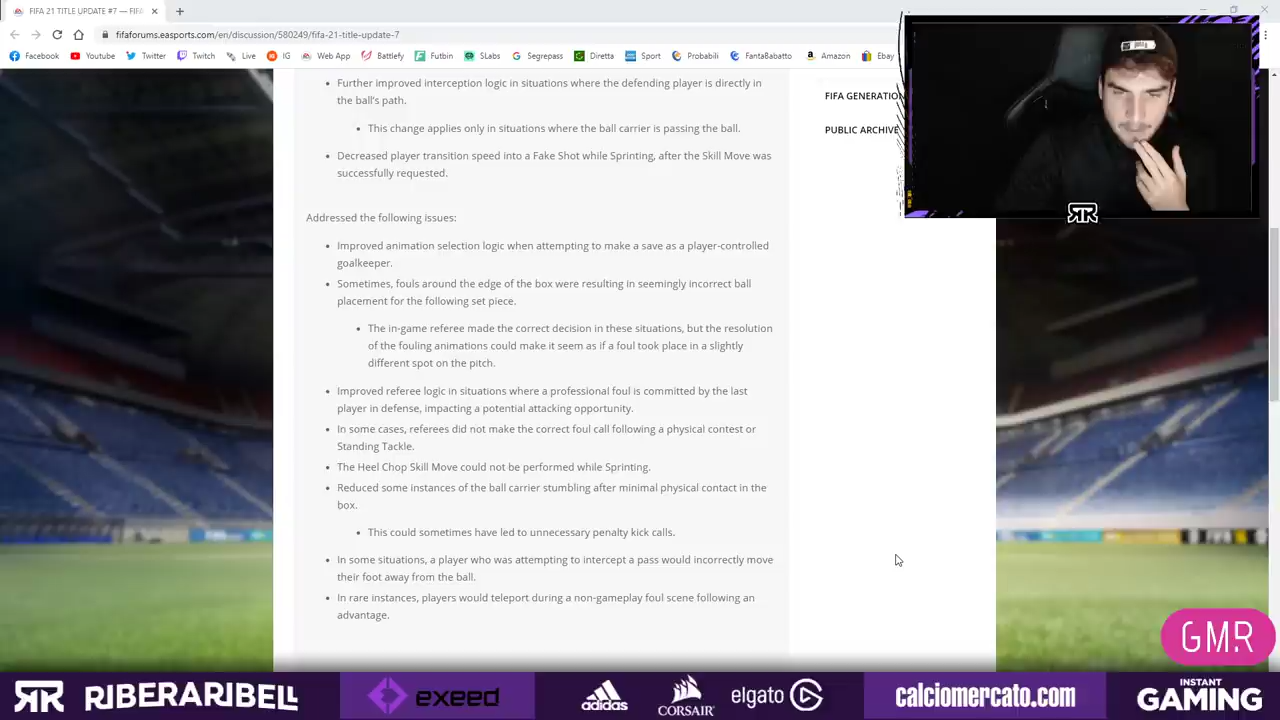 FIFA 21 TITLE UPDATE #7 — FIFA
fifaforums.easports.com/en/discussion/580249/fifa-21-title-update-7
Facebook Youtube Twitter Twitch Live IG Web App Battlefy Futbin SLabs Segrepass Diretta Sport Probabili FantaBabatto Amazon Ebay
Further improved interception logic in situations where the defending player is directly in
the ball's path.
This change applies only in situations where the ball carrier is passing the ball.
Decreased player transition speed into a Fake Shot while Sprinting, after the Skill Move was
successfully requested.
Addressed the following issues:
Improved animation selection logic when attempting to make a save as a player-controlled
goalkeeper.
Sometimes, fouls around the edge of the box were resulting in seemingly incorrect ball
placement for the following set piece.
The in-game referee made the correct decision in these situations, but the resolution
of the fouling animations could make it seem as if a foul took place in a slightly
different spot on the pitch.
Improved referee logic in situations where a professional foul is committed by the last
player in defense, impacting a potential attacking opportunity.
In some cases, referees did not make the correct foul call following a physical contest or
Standing Tackle.
The Heel Chop Skill Move could not be performed while Sprinting.
Reduced some instances of the ball carrier stumbling after minimal physical contact in the
box.
This could sometimes have led to unnecessary penalty kick calls.
In some situations, a player who was attempting to intercept a pass would incorrectly move
their foot away from the ball.
In rare instances, players would teleport during a non-gameplay foul scene following an
advantage.
FIFA GENERATION
PUBLIC ARCHIVE
RR
GMR
RR RIBERARIBELL exeed adidas CORSAIR elgato calciomercato.com INSTANT
GAMING